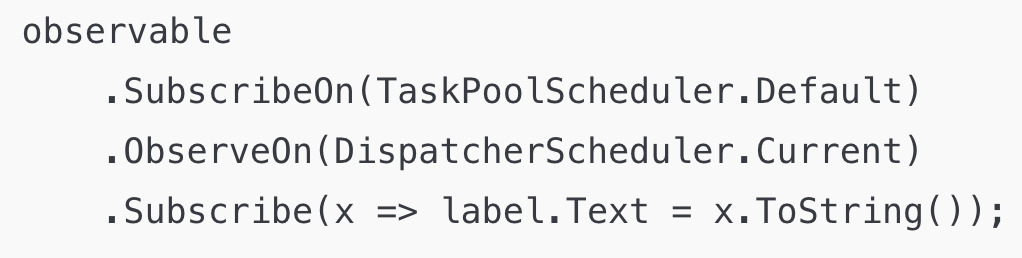 observable
    .SubscribeOn(TaskPoolScheduler.Default)
    .ObserveOn(DispatcherScheduler.Current)
    .Subscribe(x => label.Text = x.ToString());